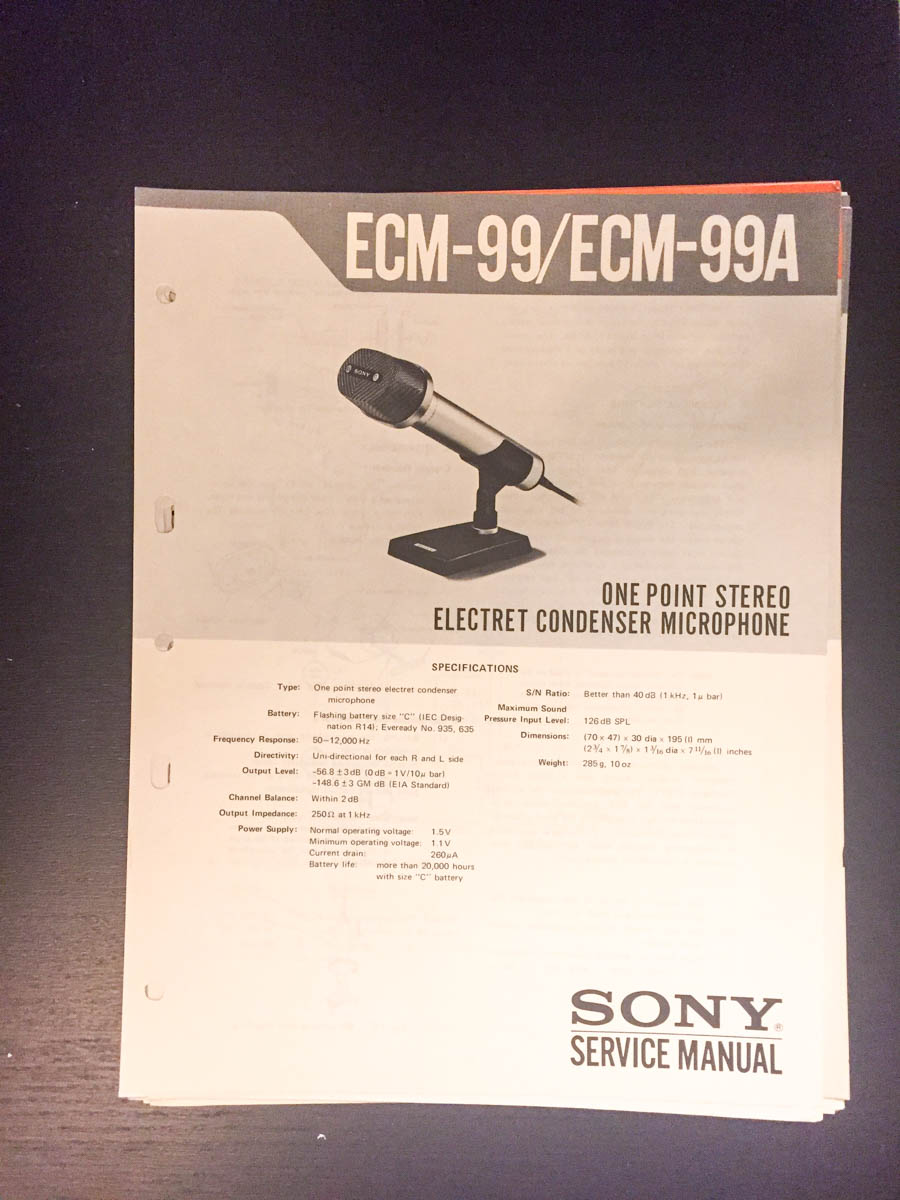 ECM-99/ECM-99A
SONY
ONE POINT STEREO
ELECTRET CONDENSER MICROPHONE
SPECIFICATIONS
Type: One point stereo electret condenser
microphone
Battery: Flashing battery size "C" (IEC Desig-
nation R14); Eveready No. 935, 635
Frequency Response: 50–12,000 Hz
Directivity: Uni-directional for each R and L side
Output Level: -56.8 ±3 dB (0 dB = 1V/10μ bar)
-148.6 ±3 GM dB (EIA Standard)
Channel Balance: Within 2 dB
Output Impedance: 250Ω at 1 kHz
Power Supply: Normal operating voltage: 1.5 V
Minimum operating voltage: 1.1 V
Current drain: 260μA
Battery life: more than 20,000 hours
with size "C" battery
S/N Ratio: Better than 40 dB (1 kHz, 1μ bar)
Maximum Sound
Pressure Input Level: 126 dB SPL
Dimensions: (70 × 47) × 30 dia × 195 (l) mm
(2 3/4 × 1 7/8) × 1 3/16 dia × 7 11/16 (l) inches
Weight: 285 g, 10 oz
SONY®
SERVICE MANUAL